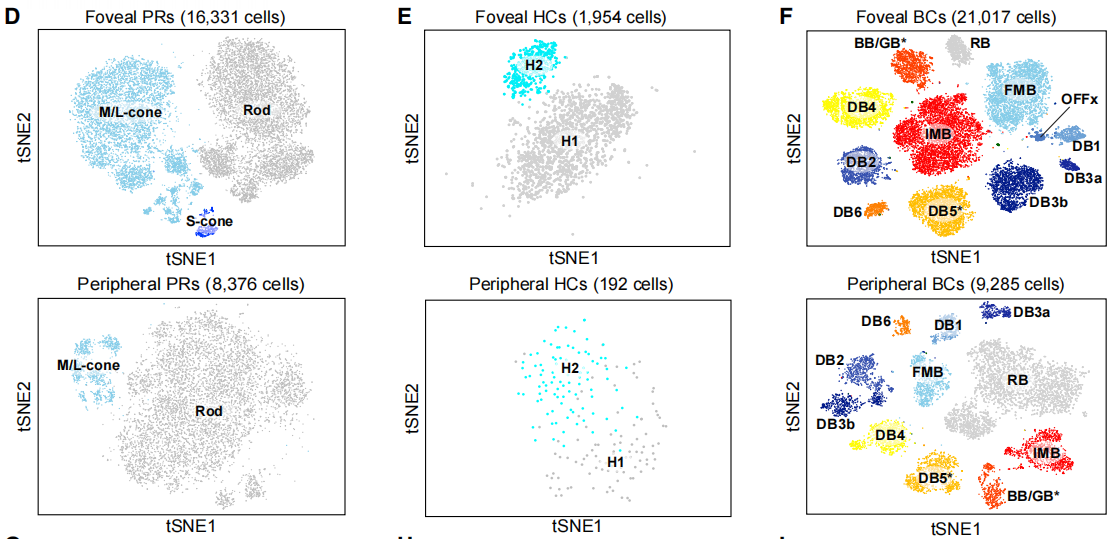 D
Foveal PRs (16,331 cells)
M/L-cone
Rod
S-cone
tSNE2
tSNE1
Peripheral PRs (8,376 cells)
M/L-cone
Rod
tSNE2
tSNE1
E
Foveal HCs (1,954 cells)
H2
H1
tSNE2
tSNE1
Peripheral HCs (192 cells)
H2
H1
tSNE2
tSNE1
F
Foveal BCs (21,017 cells)
BB/GB*
RB
FMB
OFFx
DB4
IMB
DB1
DB2
DB3a
DB3b
DB6
DB5*
tSNE2
tSNE1
Peripheral BCs (9,285 cells)
DB3a
DB6
DB1
DB2
FMB
RB
DB3b
DB4
IMB
DB5*
BB/GB*
tSNE2
tSNE1